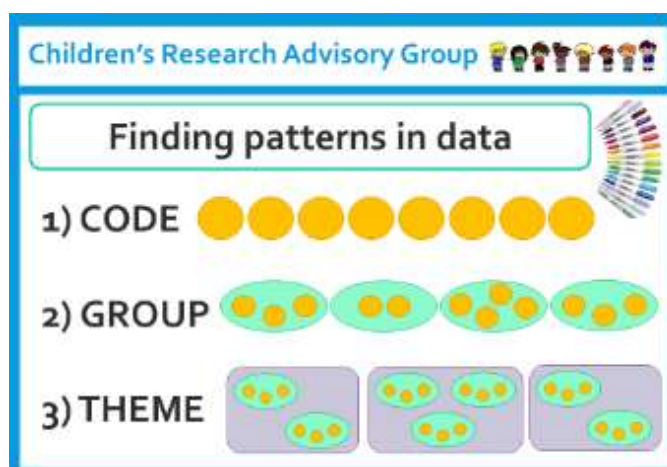 Children's Research Advisory Group
Finding patterns in data
1) CODE
2) GROUP
3) THEME